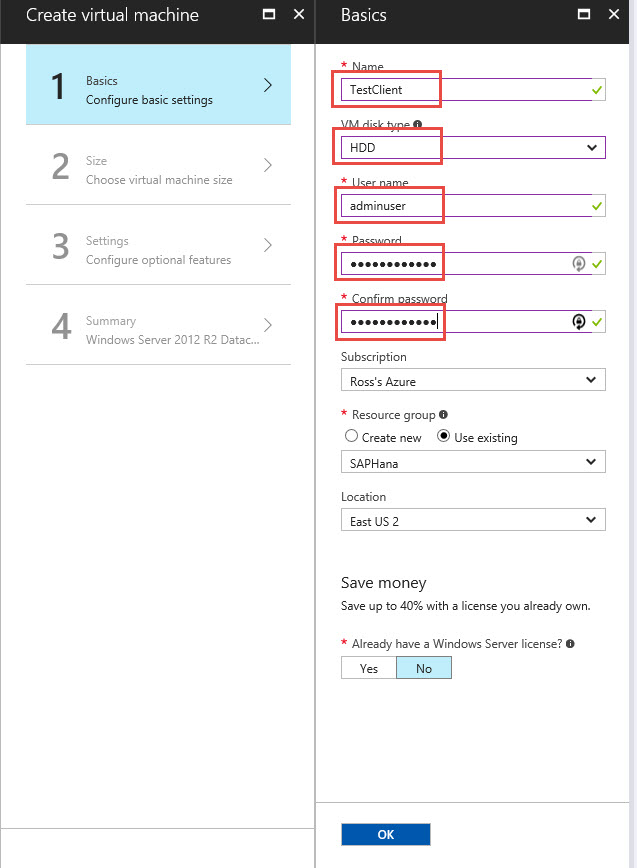 Create virtual machine
1
Basics
Configure basic settings
2
Size
Choose virtual machine size
3
Settings
Configure optional features
4
Summary
Windows Server 2012 R2 Datac...
Basics
* Name
TestClient
VM disk type
HDD
* User name
adminuser
* Password
••••••••••••
* Confirm password
••••••••••••
Subscription
Ross's Azure
* Resource group
Create new Use existing
SAPHana
Location
East US 2
Save money
Save up to 40% with a license you already own.
* Already have a Windows Server license?
Yes No
OK